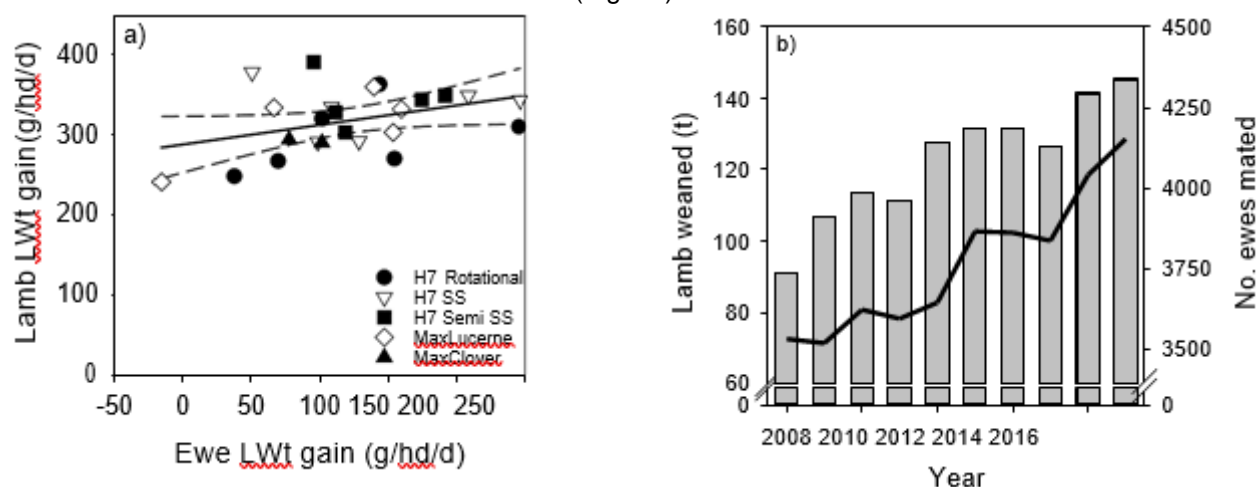 a)
Lamb LWt gain (g/hd/d)
400
300
200
100
0
-50 0 50 100 150 200 250
Ewe LWt gain (g/hd/d)
H7 Rotational
H7 SS
H7 Semi SS
MaxLucerne
MaxClover
b)
Lamb weaned (t)
160
140
120
100
80
60
0
4500
4250
4000
3750
3500
0
No. ewes mated
2008 2010 2012 2014 2016
Year